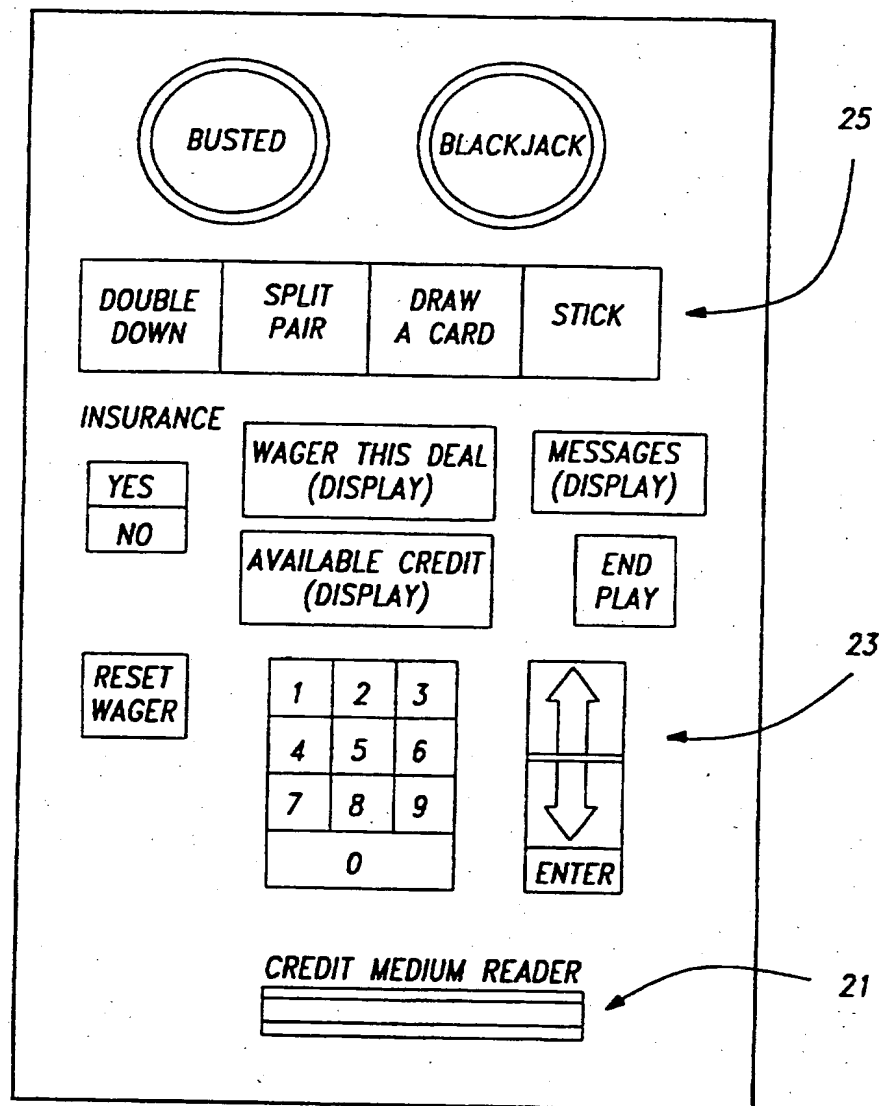 BUSTED
BLACKJACK
25
DOUBLE
DOWN
SPLIT
PAIR
DRAW
A CARD
STICK
INSURANCE
YES
NO
WAGER THIS DEAL
(DISPLAY)
MESSAGES
(DISPLAY)
AVAILABLE CREDIT
(DISPLAY)
END
PLAY
RESET
WAGER
23
1 2 3
4 5 6
7 8 9
0
ENTER
CREDIT MEDIUM READER
21